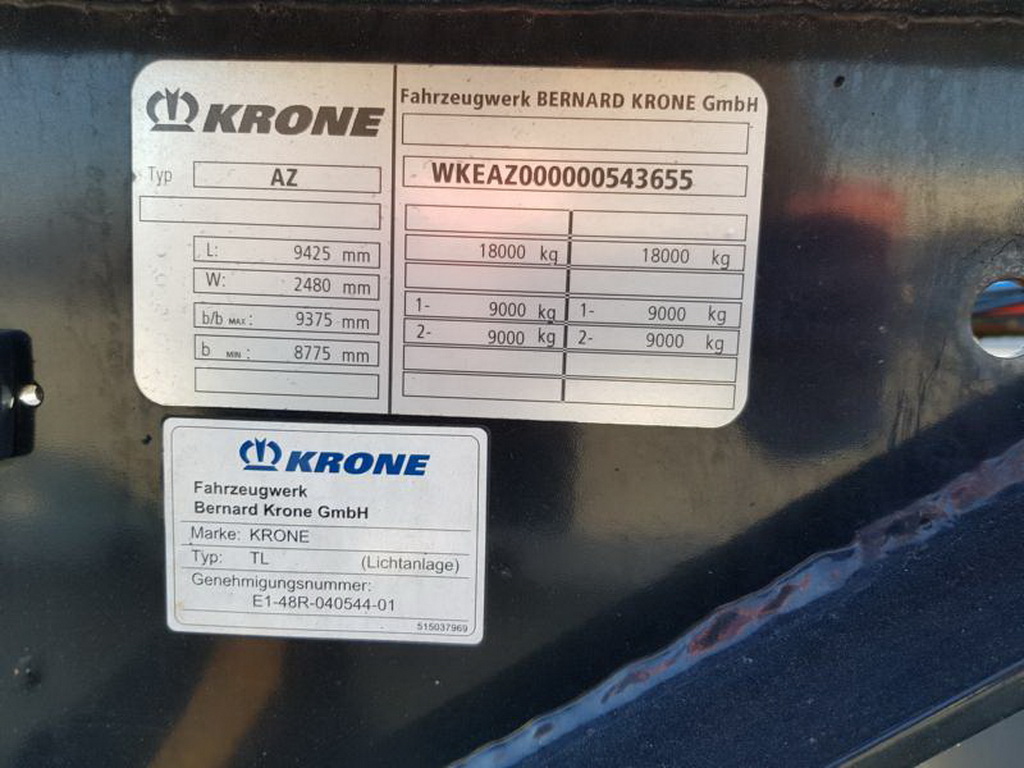 KRONE
Typ AZ
L: 9425 mm
W: 2480 mm
b/b MAX: 9375 mm
b MIN: 8775 mm
Fahrzeugwerk BERNARD KRONE GmbH
WKEAZ000000543655
18000 kg 18000 kg
1- 9000 kg 1- 9000 kg
2- 9000 kg 2- 9000 kg
KRONE
Fahrzeugwerk
Bernard Krone GmbH
Marke: KRONE
Typ: TL (Lichtanlage)
Genehmigungsnummer:
E1-48R-040544-01
515037969